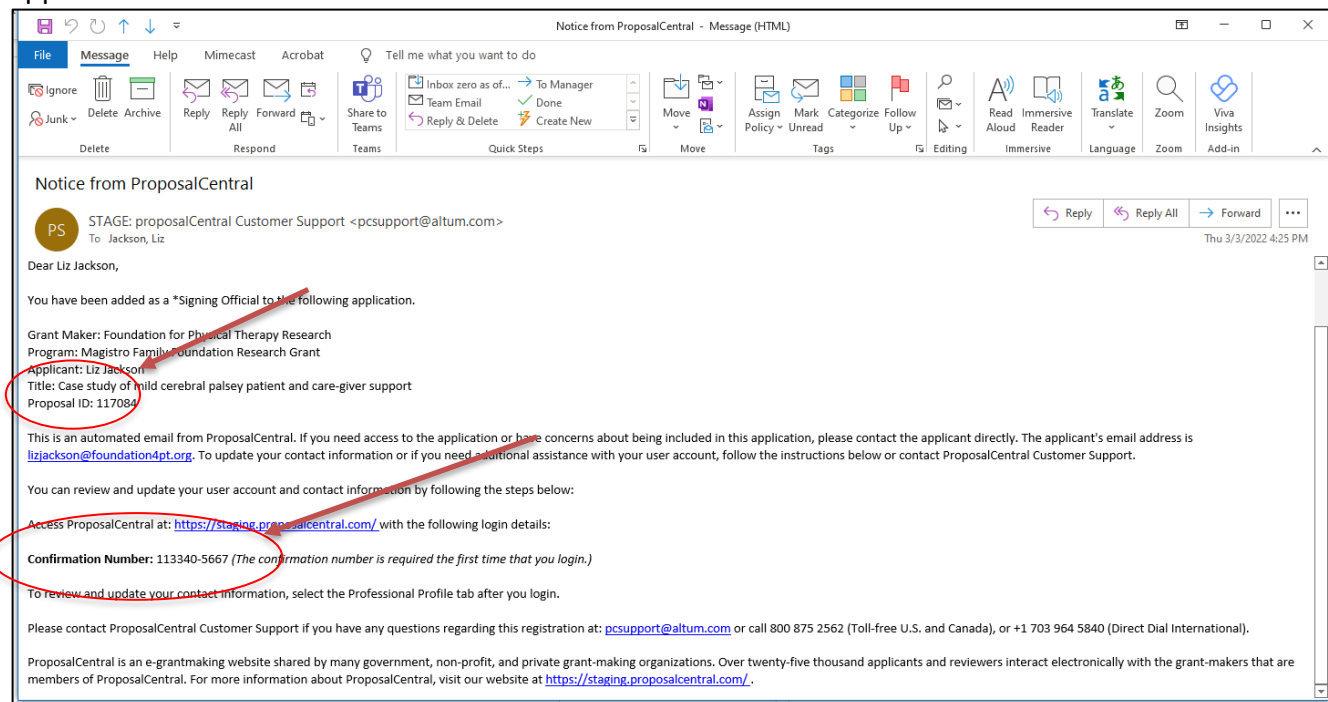 Notice from ProposalCentral - Message (HTML)
File Message Help Mimecast Acrobat Tell me what you want to do
Ignore
Junk
Delete
Archive
Delete
Reply
Reply All
Forward
Respond
Share to Teams
Teams
Inbox zero as of... To Manager
Team Email Done
Reply & Delete Create New
Quick Steps
Move
Move
Assign Policy
Mark Unread
Categorize
Follow Up
Tags
Editing
Read Aloud
Immersive Reader
Immersive
Translate
Language
Zoom
Zoom
Viva Insights
Add-in
Notice from ProposalCentral
PS
STAGE: proposalCentral Customer Support <pcsupport@altum.com>
To Jackson, Liz
Reply Reply All Forward
Thu 3/3/2022 4:25 PM
Dear Liz Jackson,
You have been added as a *Signing Official to the following application.
Grant Maker: Foundation for Physical Therapy Research
Program: Magistro Family Foundation Research Grant
Applicant: Liz Jackson
Title: Case study of mild cerebral palsey patient and care-giver support
Proposal ID: 117084
This is an automated email from ProposalCentral. If you need access to the application or have concerns about being included in this application, please contact the applicant directly. The applicant's email address is
lizjackson@foundation4pt.org. To update your contact information or if you need additional assistance with your user account, follow the instructions below or contact ProposalCentral Customer Support.
You can review and update your user account and contact information by following the steps below:
Access ProposalCentral at: https://staging.proposalcentral.com/ with the following login details:
Confirmation Number: 113340-5667 (The confirmation number is required the first time that you login.)
To review and update your contact information, select the Professional Profile tab after you login.
Please contact ProposalCentral Customer Support if you have any questions regarding this registration at: pcsupport@altum.com or call 800 875 2562 (Toll-free U.S. and Canada), or +1 703 964 5840 (Direct Dial International).
ProposalCentral is an e-grantmaking website shared by many government, non-profit, and private grant-making organizations. Over twenty-five thousand applicants and reviewers interact electronically with the grant-makers that are
members of ProposalCentral. For more information about ProposalCentral, visit our website at https://staging.proposalcentral.com/ .